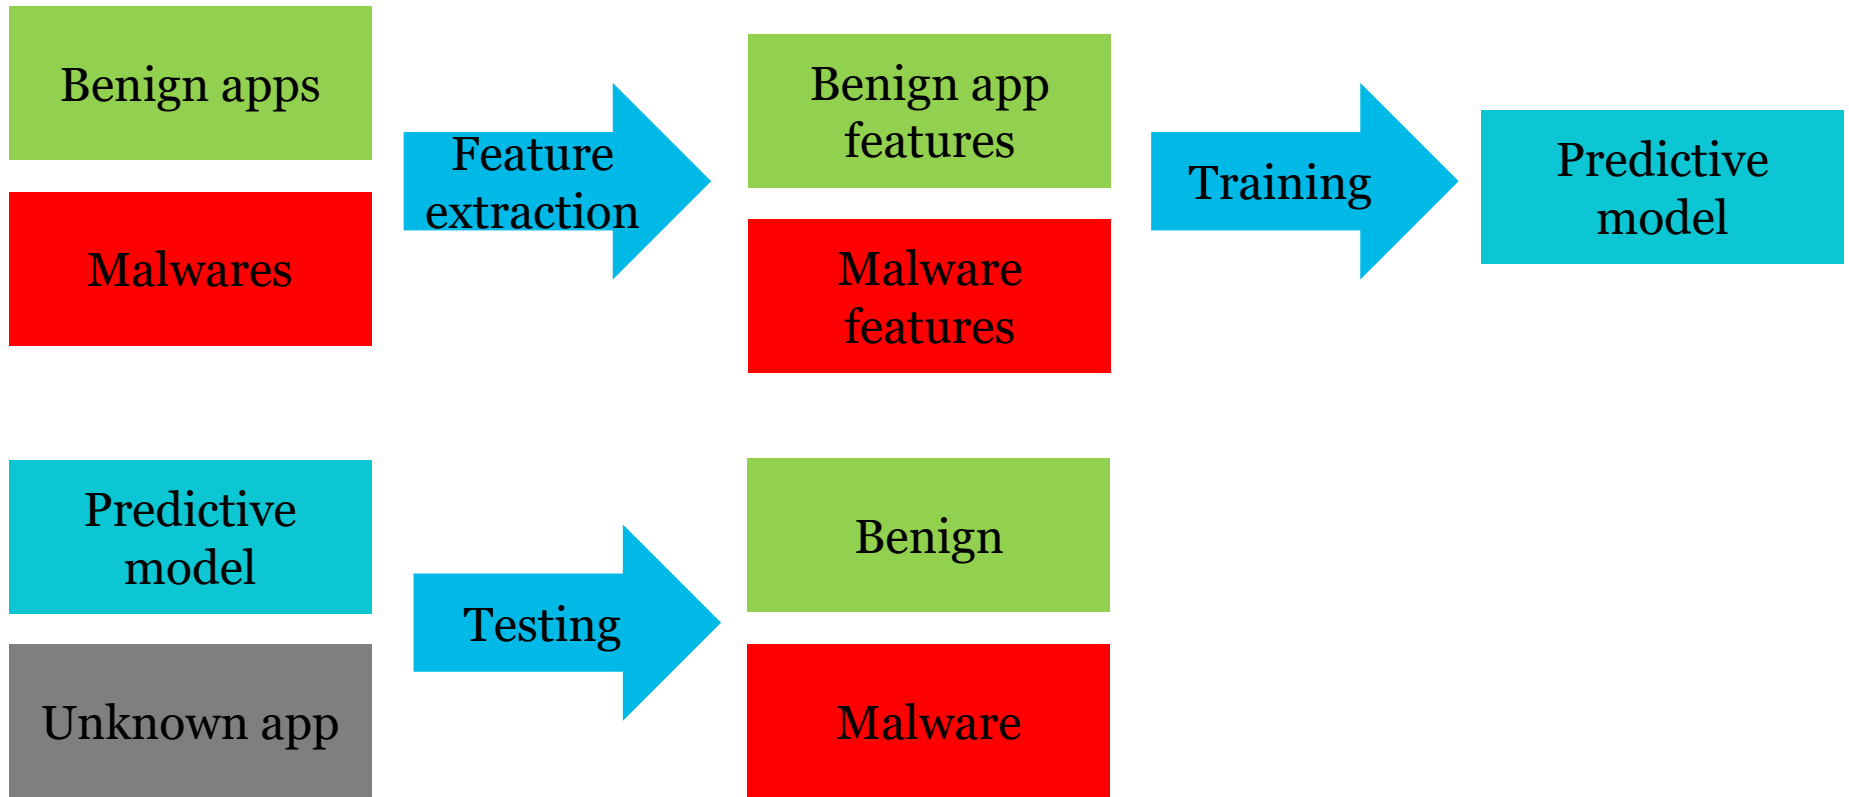 Benign apps
Malwares
Feature
extraction
Benign app
features
Malware
features
Training
Predictive
model
Predictive
model
Unknown app
Testing
Benign
Malware